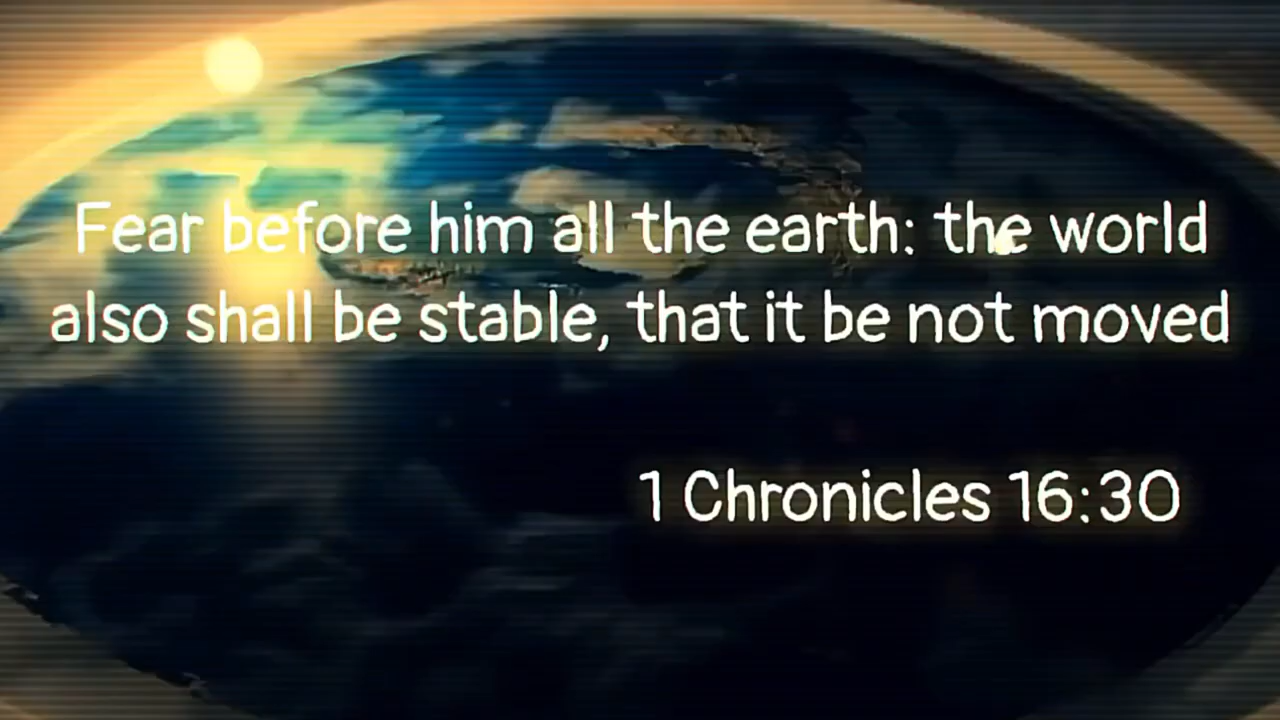 Fear before him all the earth: the world
also shall be stable, that it be not moved
1 Chronicles 16:30